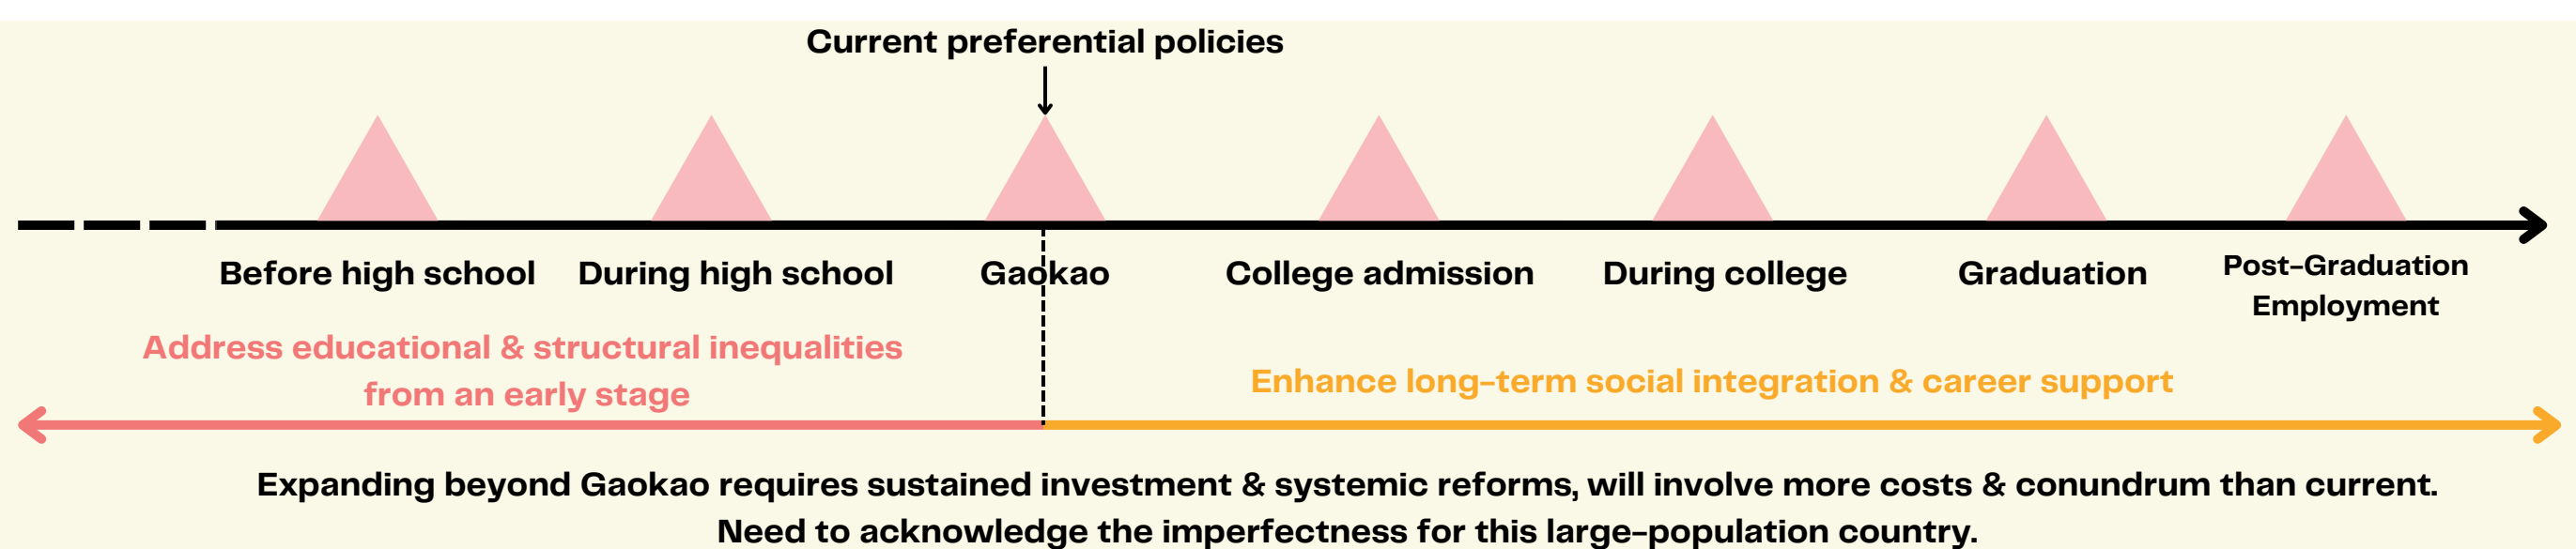 Current preferential policies
Before high school
During high school
Gaokao
College admission
During college
Graduation
Post-Graduation
Employment
Address educational & structural inequalities
from an early stage
Enhance long-term social integration & career support
Expanding beyond Gaokao requires sustained investment & systemic reforms, will involve more costs & conundrum than current.
Need to acknowledge the imperfectness for this large-population country.